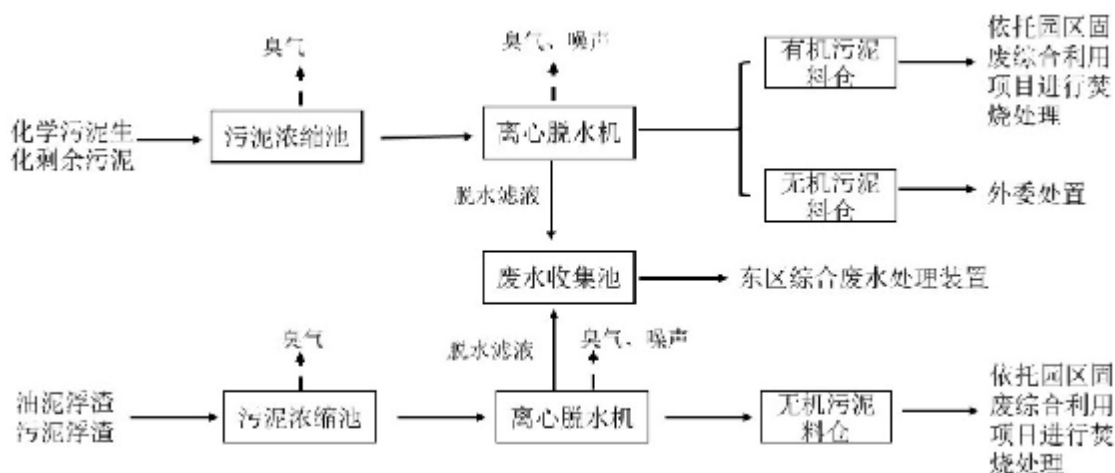 臭气
臭气、噪声
有机污泥
料仓
依托园区固
废综合利用
项目进行焚
烧处理
化学污泥生
化剩余污泥
污泥浓缩池
离心脱水机
无机污泥
料仓
外委处置
脱水滤液
废水收集池
东区综合废水处理装置
臭气
脱水滤液
臭气、噪声
油泥浮渣
污泥浮渣
污泥浓缩池
离心脱水机
无机污泥
料仓
依托园区固
废综合利用
项目进行焚
烧处理